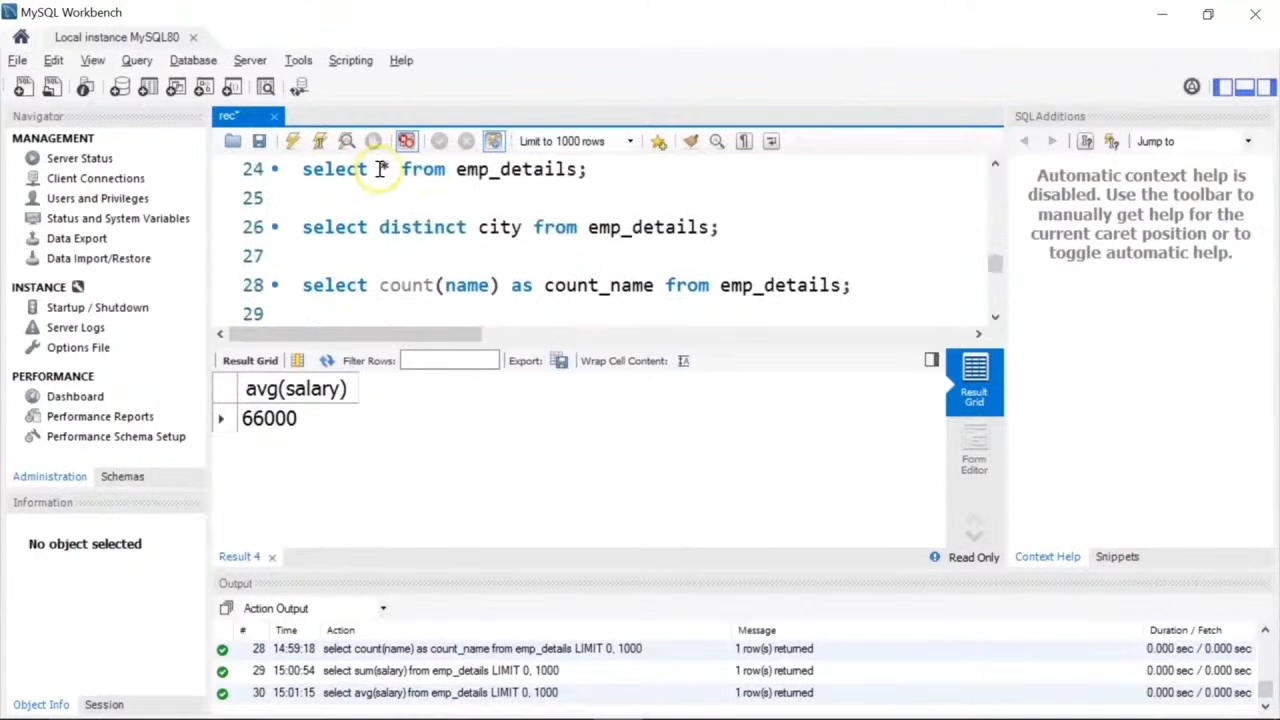 MySQL Workbench
Local instance MySQL80
File Edit View Query Database Server Tools Scripting Help
Navigator
MANAGEMENT
Server Status
Client Connections
Users and Privileges
Status and System Variables
Data Export
Data Import/Restore
INSTANCE
Startup / Shutdown
Server Logs
Options File
PERFORMANCE
Dashboard
Performance Reports
Performance Schema Setup
Administration Schemas
Information
No object selected
Object Info Session
rec*
Limit to 1000 rows
24 select * from emp_details;
25
26 select distinct city from emp_details;
27
28 select count(name) as count_name from emp_details;
29
Result Grid Filter Rows: Export: Wrap Cell Content:
avg(salary)
66000
Result Grid
Form Editor
Result 4
Read Only
SQLAdditions
Jump to
Automatic context help is
disabled. Use the toolbar to
manually get help for the
current caret position or to
toggle automatic help.
Context Help Snippets
Output
Action Output
# Time Action Message Duration / Fetch
28 14:59:18 select count(name) as count_name from emp_details LIMIT 0, 1000 1 row(s) returned 0.000 sec / 0.000 sec
29 15:00:54 select sum(salary) from emp_details LIMIT 0, 1000 1 row(s) returned 0.000 sec / 0.000 sec
30 15:01:15 select avg(salary) from emp_details LIMIT 0, 1000 1 row(s) returned 0.000 sec / 0.000 sec